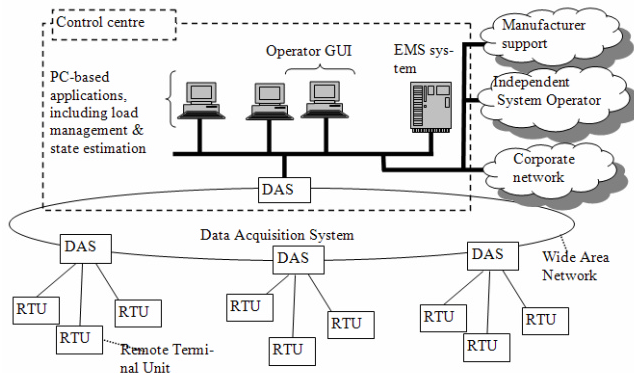 Control centre
Operator GUI
EMS sys-
tem
PC-based
applications,
including load
management &
state estimation
Manufacturer
support
Independent
System Operator
Corporate
network
DAS
Data Acquisition System
DAS
DAS
DAS
Wide Area
Network
RTU
RTU
RTU
RTU
RTU
RTU
RTU
RTU
RTU
Remote Termi-
nal Unit